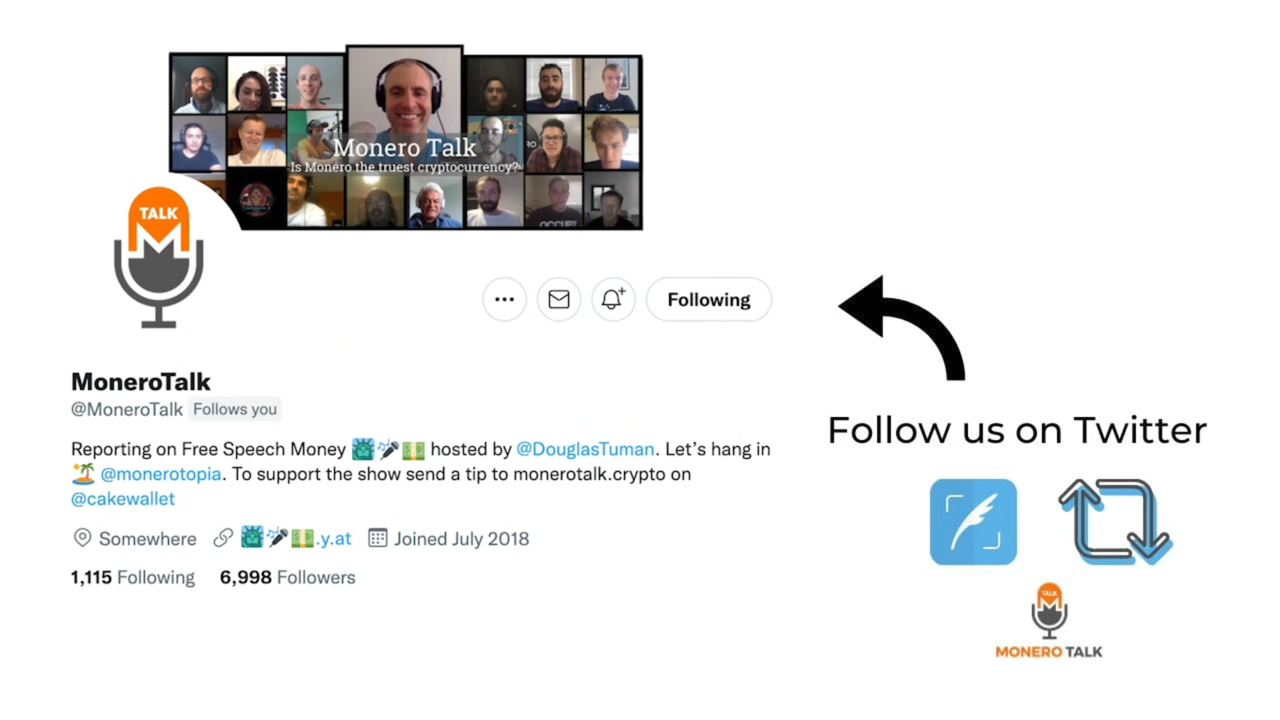 Monero Talk
Is Monero the truest cryptocurrency?
TALK
Following
MoneroTalk
@MoneroTalk Follows you
Reporting on Free Speech Money 🗽🎤💵 hosted by @DouglasTuman. Let’s hang in
🏝️ @monerotopia. To support the show send a tip to monerotalk.crypto on
@cakewallet
Somewhere 🗽🎤💵.y.at Joined July 2018
1,115 Following 6,998 Followers
Follow us on Twitter
TALK
MONERO TALK